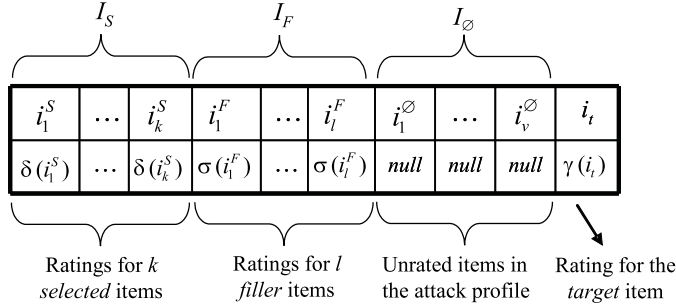 I_S I_F I_∅
i_1^S … i_k^S i_1^F … i_l^F i_1^∅ … i_v^∅ i_t
δ(i_1^S) … δ(i_k^S) σ(i_1^F) … σ(i_l^F) null null null γ(i_t)
Ratings for k
selected items
Ratings for l
filler items
Unrated items in
the attack profile
Rating for the
target item